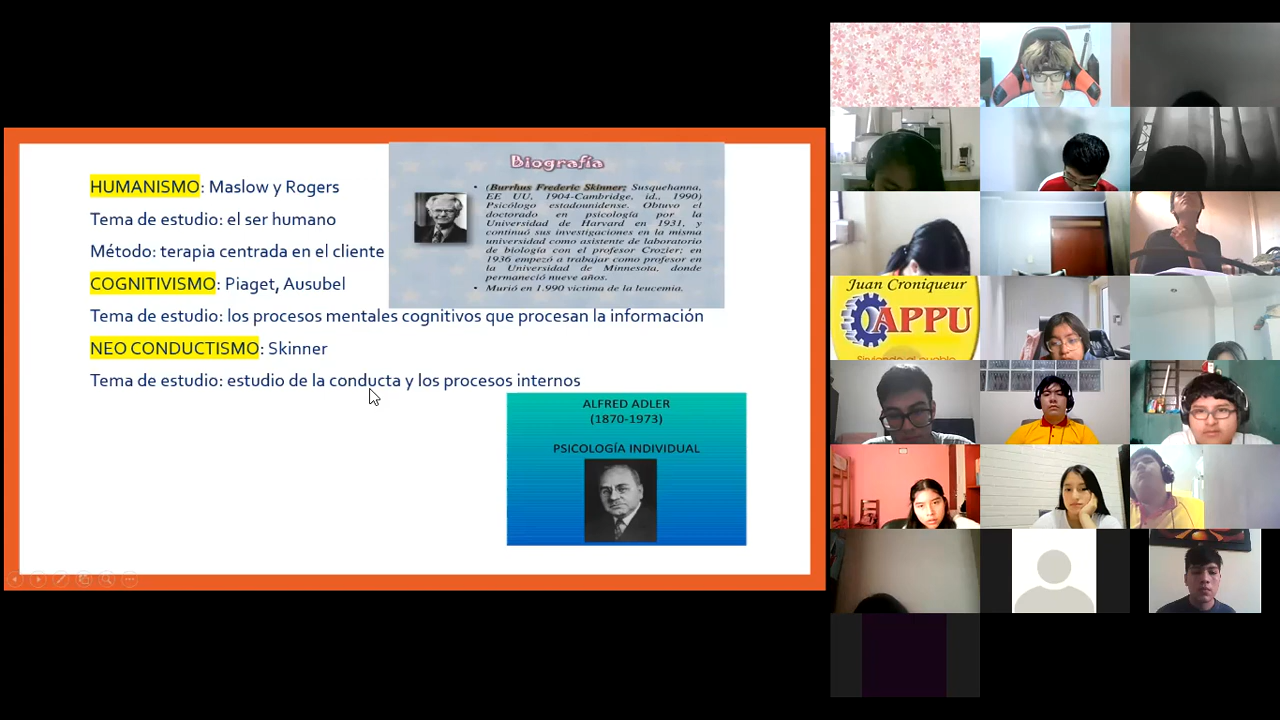 HUMANISMO: Maslow y Rogers
Tema de estudio: el ser humano
Método: terapia centrada en el cliente
COGNITIVISMO: Piaget, Ausubel
Tema de estudio: los procesos mentales cognitivos que procesan la información
NEO CONDUCTISMO: Skinner
Tema de estudio: estudio de la conducta y los procesos internos
Biografía
• (Burrhus Frederic Skinner; Susquehanna,
EE UU, 1904-Cambridge, id., 1990)
Psicólogo estadounidense. Obtuvo el
doctorado en psicología por la
Universidad de Harvard en 1931, y
continuó sus investigaciones en la misma
universidad como asistente de laboratorio
de biología con el profesor Crozier; en
1936 empezó a trabajar como profesor en
la Universidad de Minnesota, donde
permaneció nueve años.
• Murió en 1.990 victima de la leucemia.
ALFRED ADLER
(1870-1973)
PSICOLOGÍA INDIVIDUAL
Juan Croniqueur
CAPPU
Sirviendo al pueblo